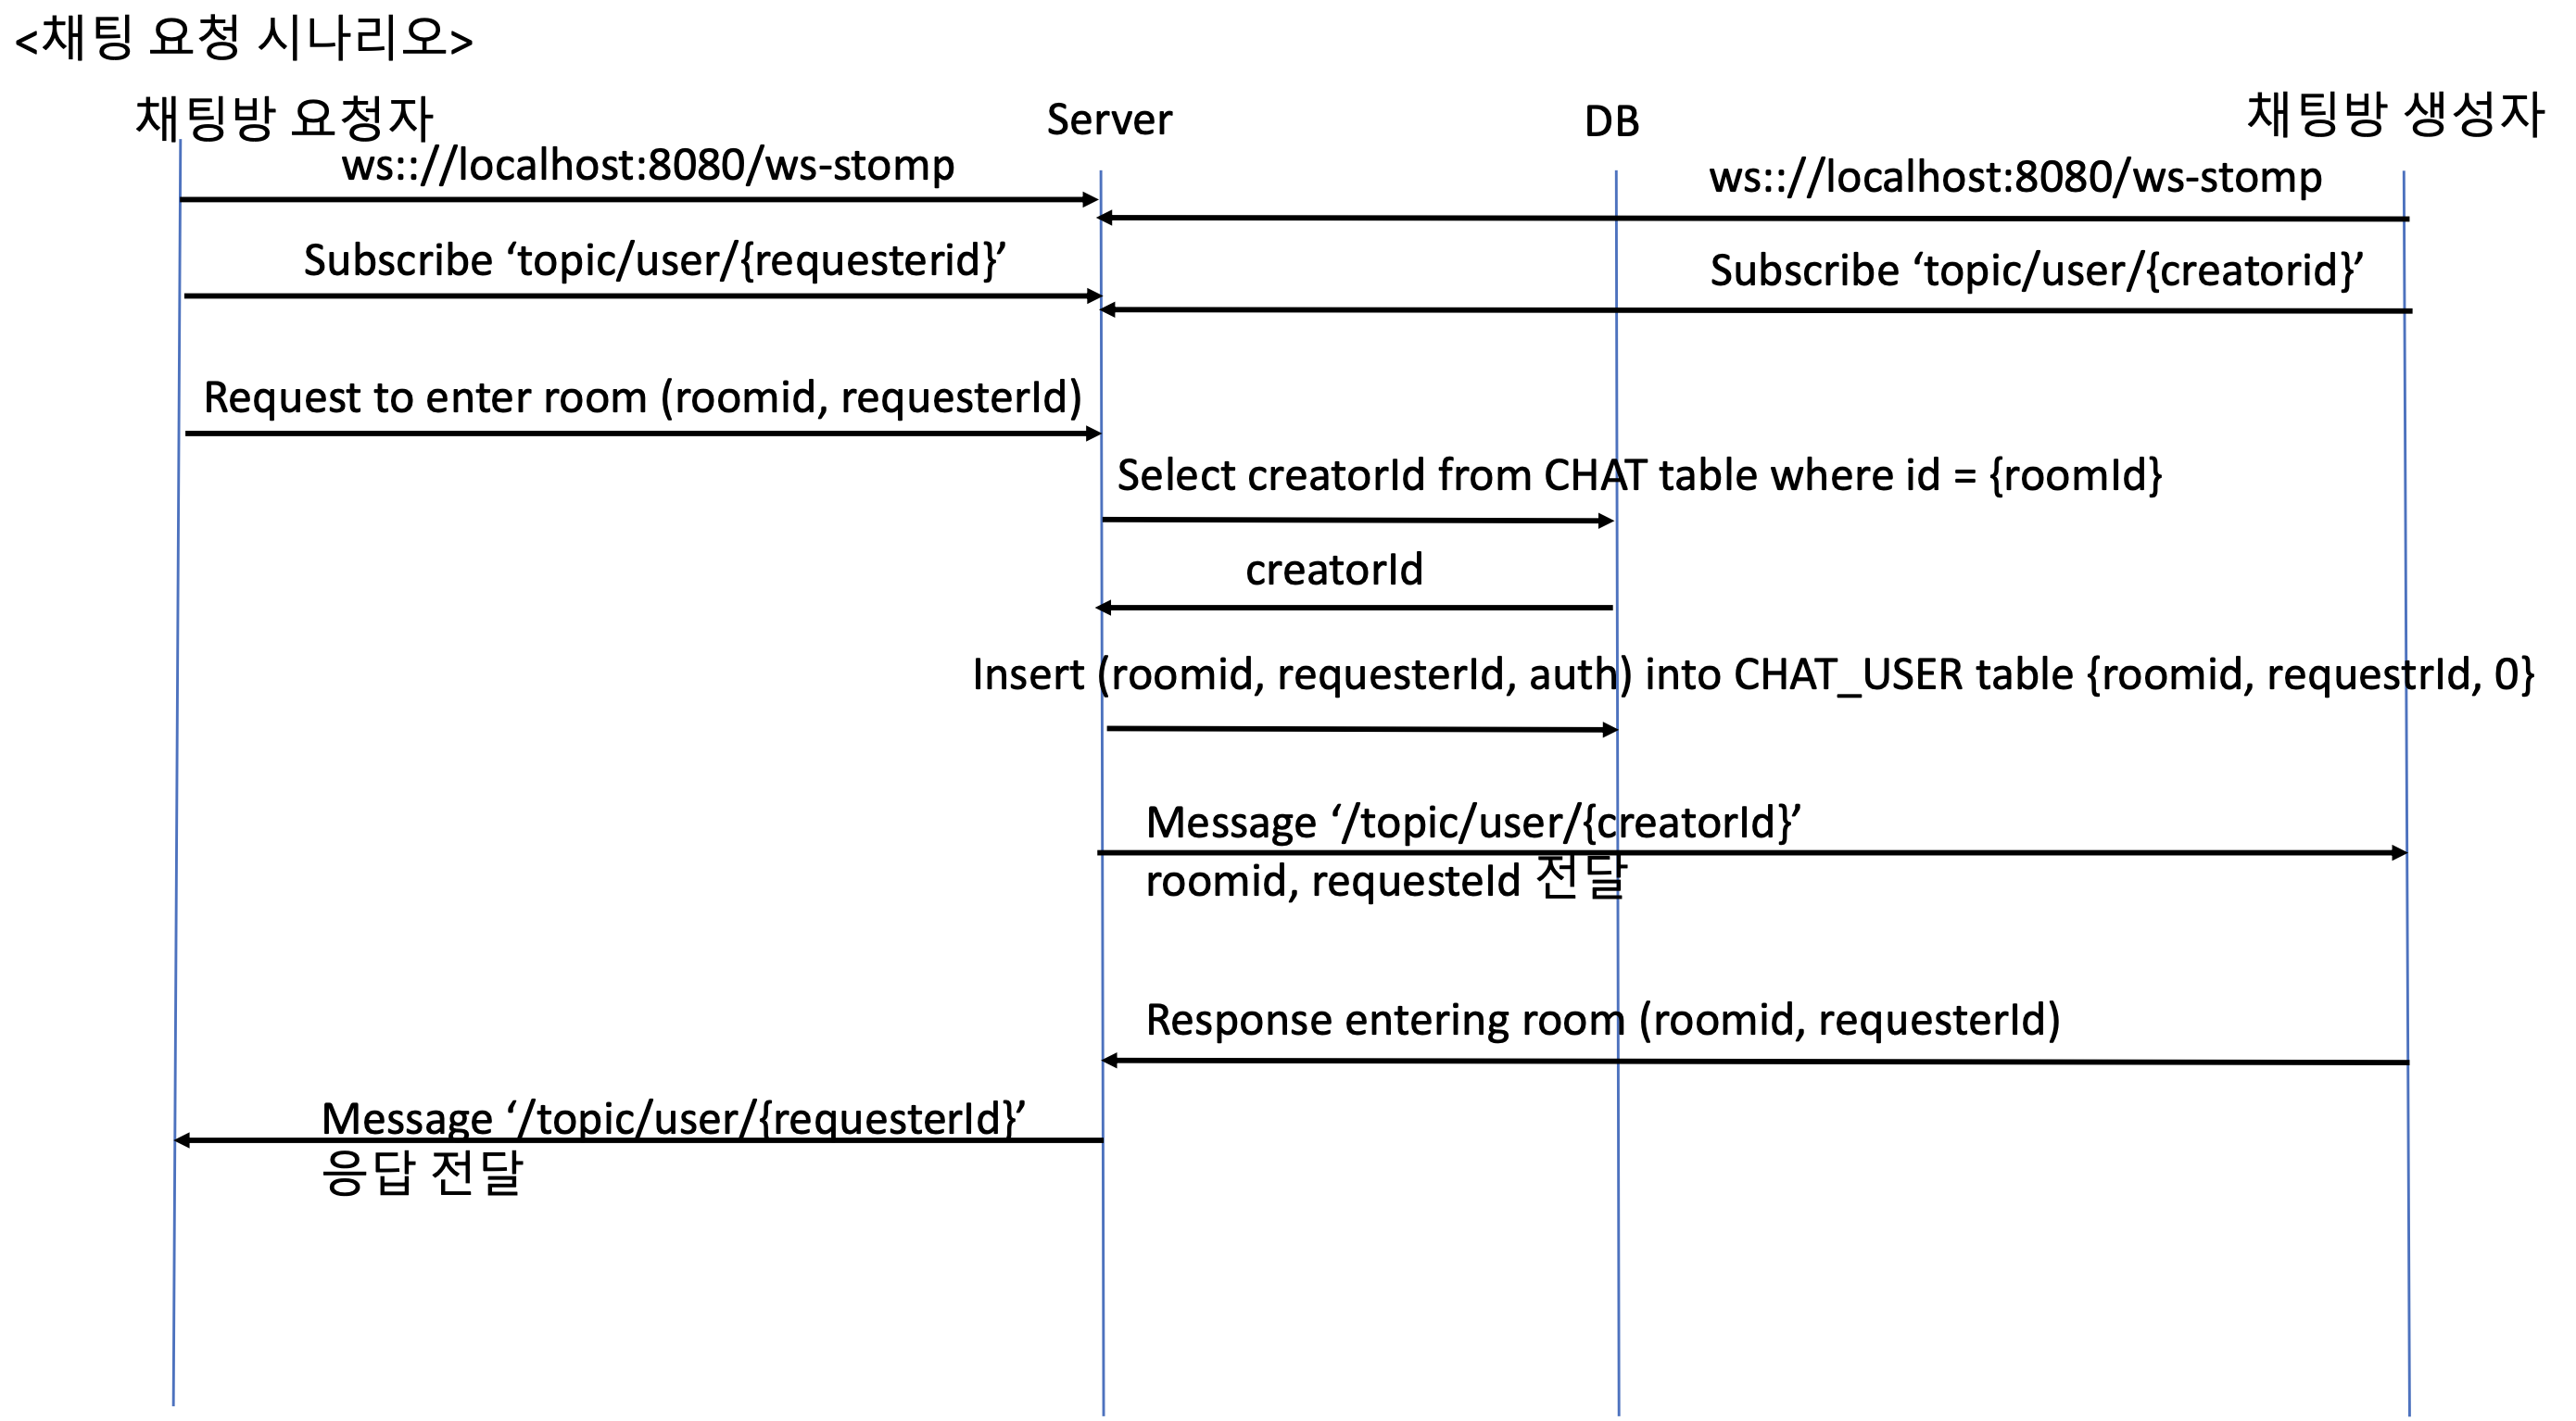 <채팅 요청 시나리오>
채팅방 요청자
Server
DB
채팅방 생성자
ws:://localhost:8080/ws-stomp
ws:://localhost:8080/ws-stomp
Subscribe ‘topic/user/{requesterid}’
Subscribe ‘topic/user/{creatorid}’
Request to enter room (roomid, requesterId)
Select creatorId from CHAT table where id = {roomId}
creatorId
Insert (roomid, requesterId, auth) into CHAT_USER table {roomid, requestrId, 0}
Message ‘/topic/user/{creatorId}’
roomid, requesteId 전달
Response entering room (roomid, requesterId)
Message ‘/topic/user/{requesterId}’
응답 전달